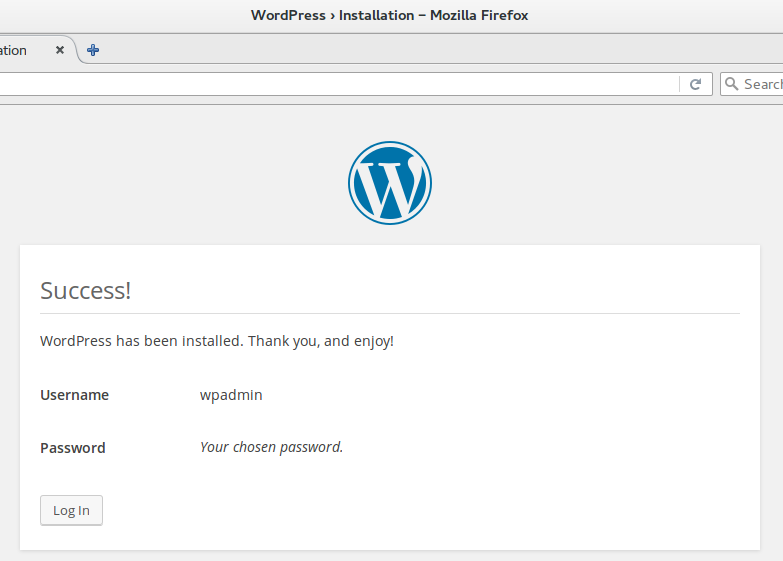 WordPress › Installation – Mozilla Firefox
ation
Search
W
Success!
WordPress has been installed. Thank you, and enjoy!
Username wpadmin
Password Your chosen password.
Log In